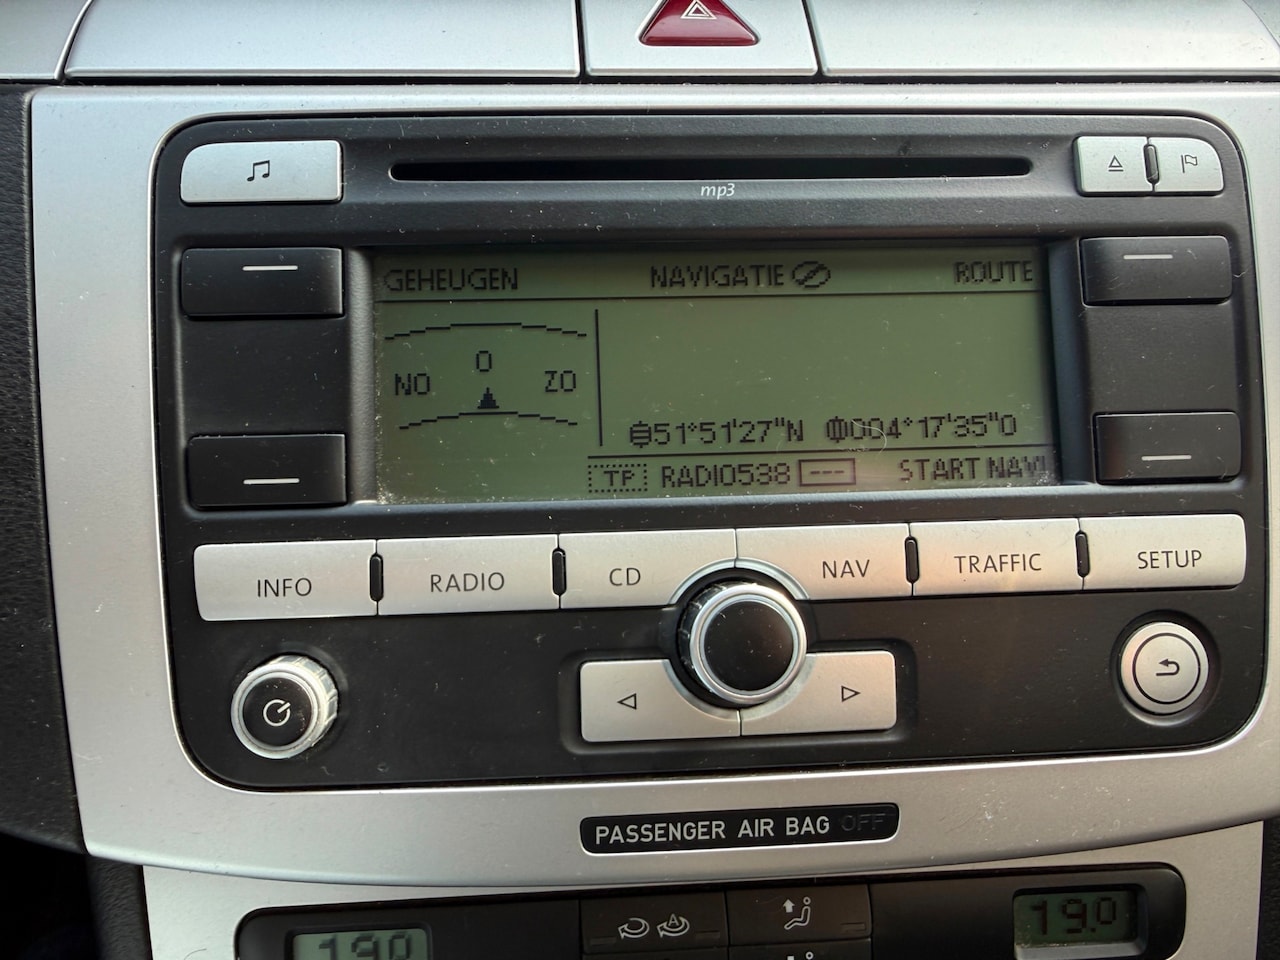 mp3
GEHEUGEN NAVIGATIE ROUTE
O
NO ZO
51°51'27"N 004°17'35"O
TP RADIO538 --- START NAVI
INFO RADIO CD NAV TRAFFIC SETUP
PASSENGER AIR BAG OFF
A
19.0 19.0